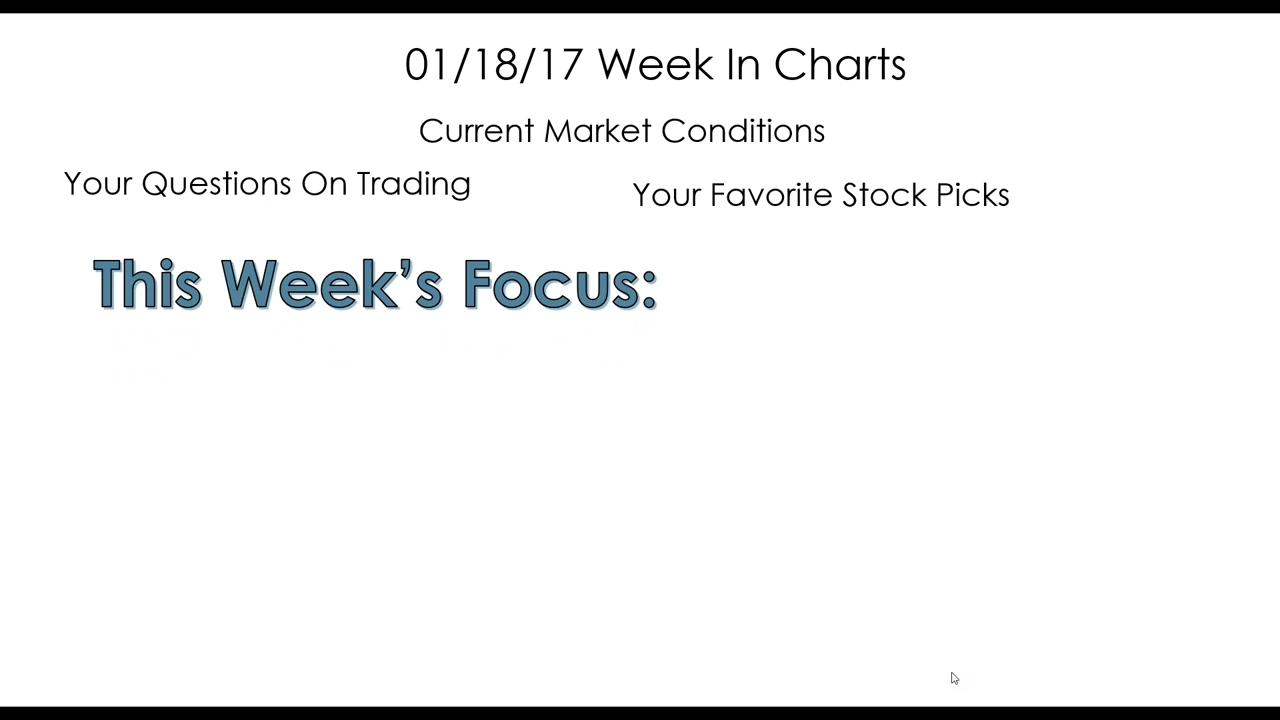 01/18/17 Week In Charts
Current Market Conditions
Your Questions On Trading
Your Favorite Stock Picks
This Week’s Focus: